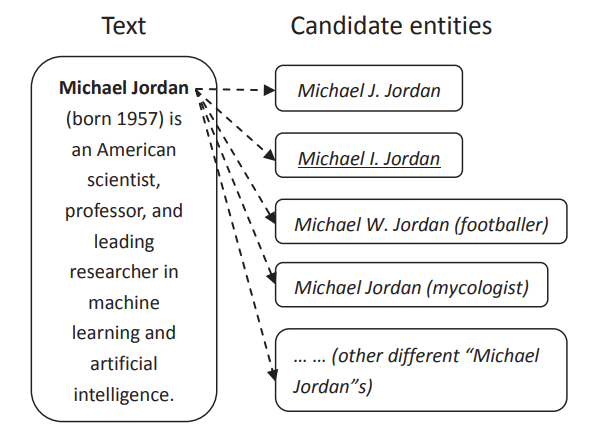 Text
Candidate entities
Michael Jordan
(born 1957) is
an American
scientist,
professor, and
leading
researcher in
machine
learning and
artificial
intelligence.
Michael J. Jordan
Michael I. Jordan
Michael W. Jordan (footballer)
Michael Jordan (mycologist)
... ... (other different “Michael
Jordan”s)